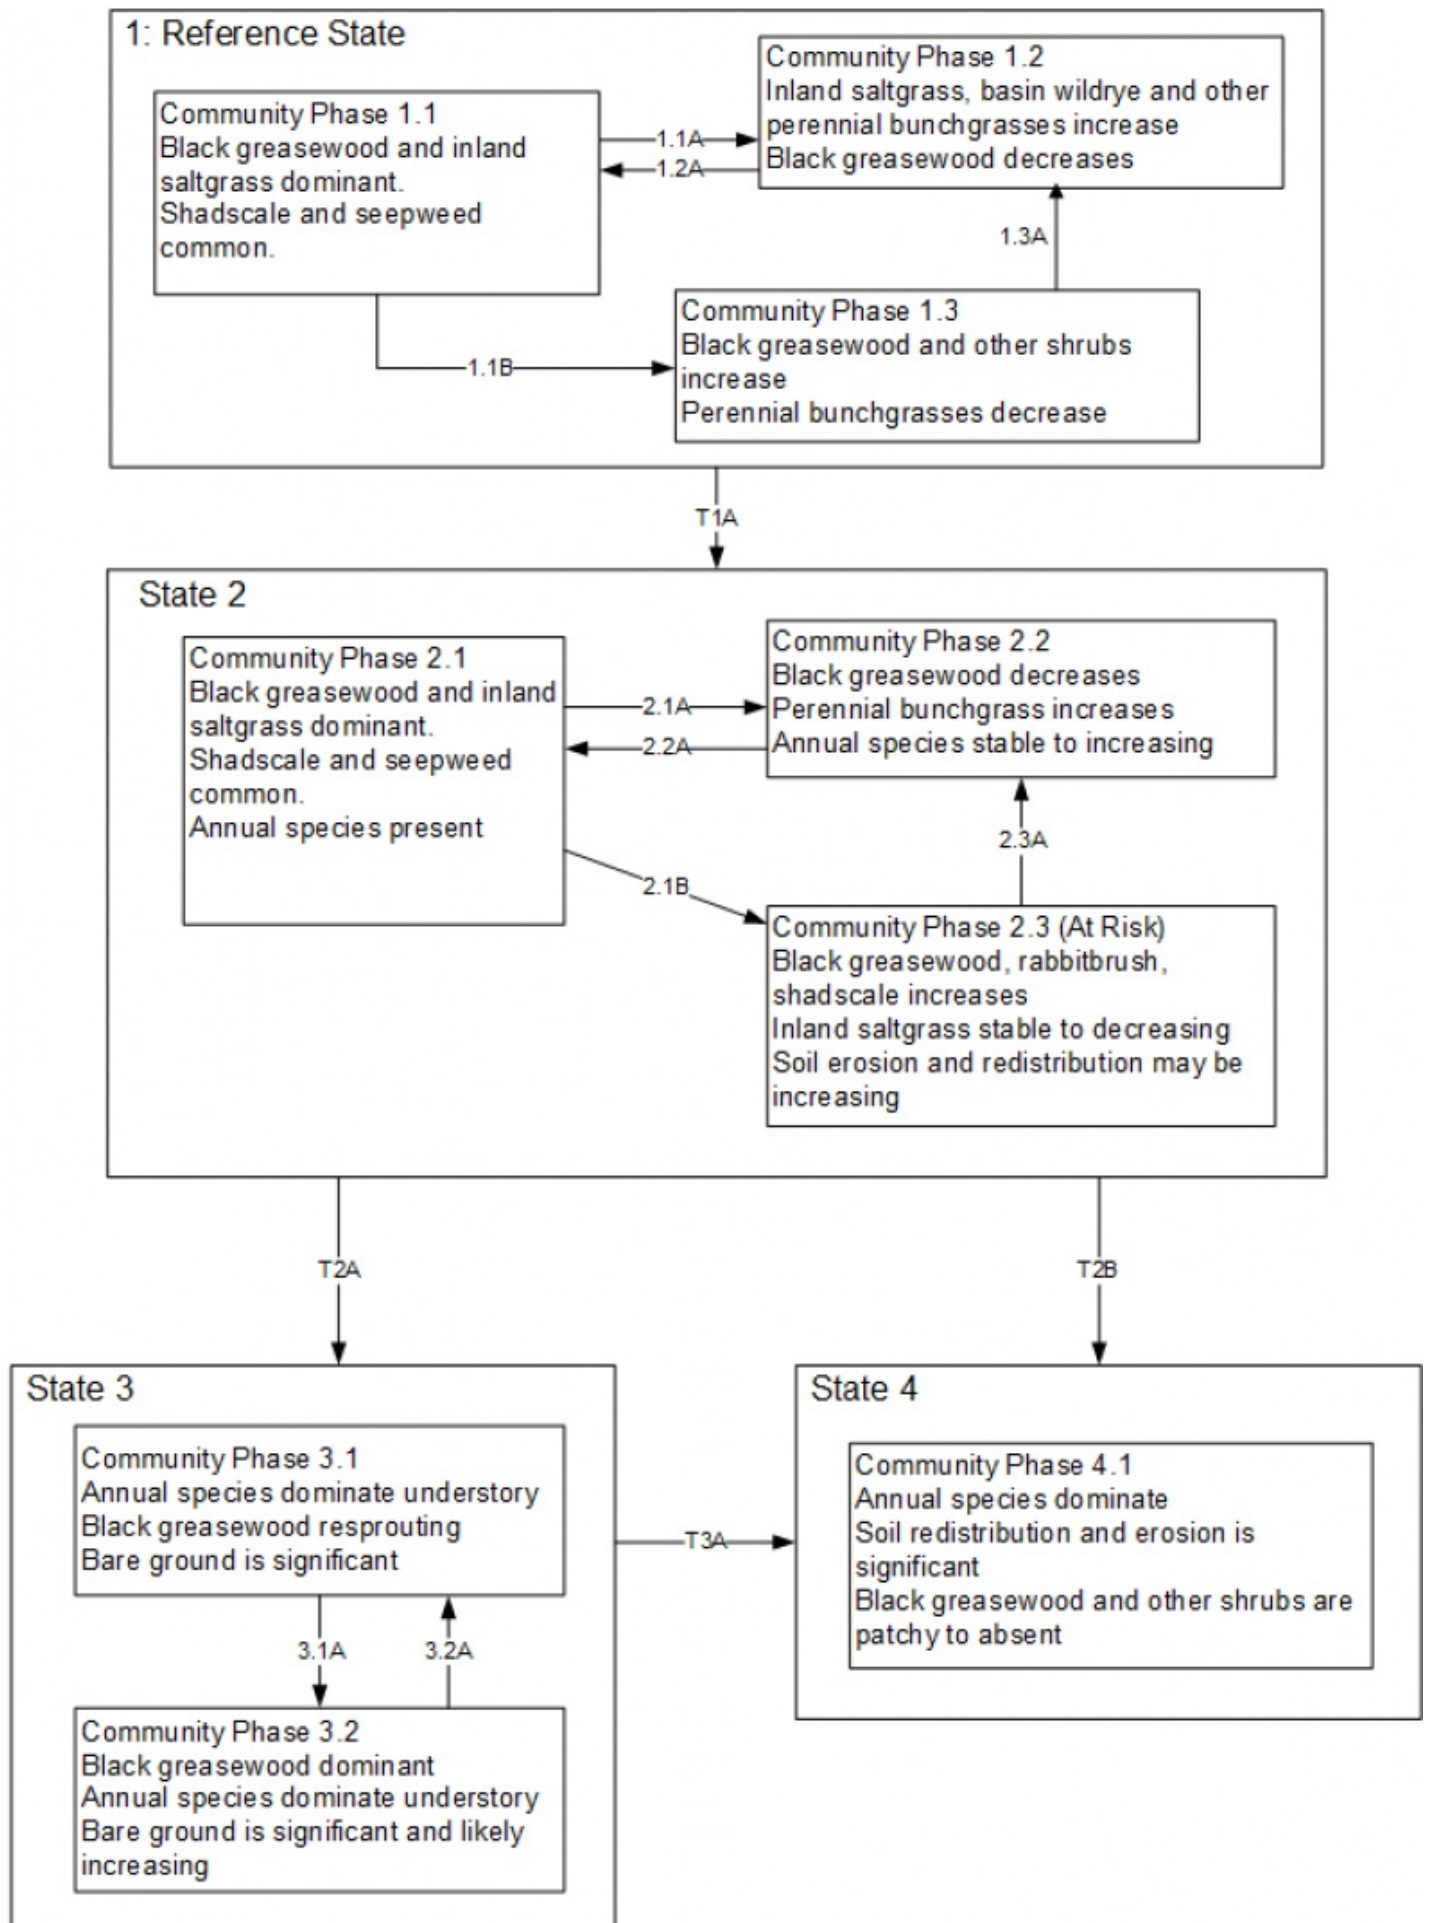 1: Reference State
Community Phase 1.1
Black greasewood and inland
saltgrass dominant.
Shadscale and seepweed
common.
1.1A
1.2A
Community Phase 1.2
Inland saltgrass, basin wildrye and other
perennial bunchgrasses increase
Black greasewood decreases
1.3A
1.1B
Community Phase 1.3
Black greasewood and other shrubs
increase
Perennial bunchgrasses decrease
T1A
State 2
Community Phase 2.1
Black greasewood and inland
saltgrass dominant.
Shadscale and seepweed
common.
Annual species present
2.1A
2.2A
Community Phase 2.2
Black greasewood decreases
Perennial bunchgrass increases
Annual species stable to increasing
2.3A
2.1B
Community Phase 2.3 (At Risk)
Black greasewood, rabbitbrush,
shadscale increases
Inland saltgrass stable to decreasing
Soil erosion and redistribution may be
increasing
T2A
T2B
State 3
Community Phase 3.1
Annual species dominate understory
Black greasewood resprouting
Bare ground is significant
3.1A
3.2A
Community Phase 3.2
Black greasewood dominant
Annual species dominate understory
Bare ground is significant and likely
increasing
T3A
State 4
Community Phase 4.1
Annual species dominate
Soil redistribution and erosion is
significant
Black greasewood and other shrubs are
patchy to absent